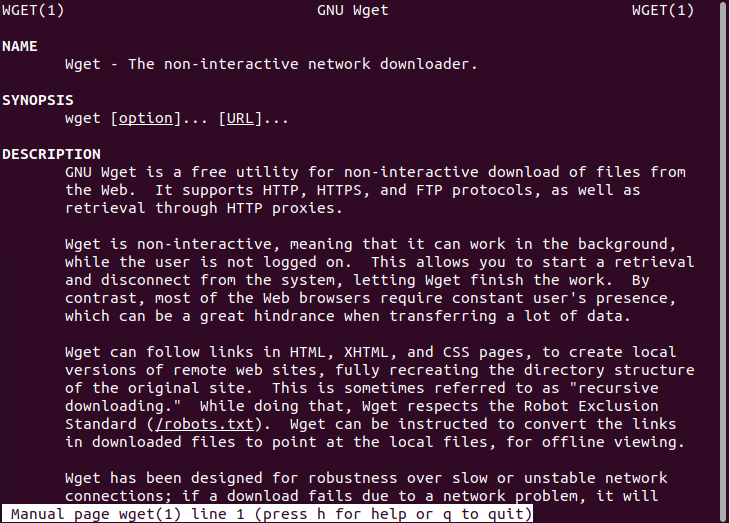 WGET(1) GNU Wget WGET(1)
NAME
Wget - The non-interactive network downloader.
SYNOPSIS
wget [option]... [URL]...
DESCRIPTION
GNU Wget is a free utility for non-interactive download of files from
the Web.  It supports HTTP, HTTPS, and FTP protocols, as well as
retrieval through HTTP proxies.
Wget is non-interactive, meaning that it can work in the background,
while the user is not logged on.  This allows you to start a retrieval
and disconnect from the system, letting Wget finish the work.  By
contrast, most of the Web browsers require constant user's presence,
which can be a great hindrance when transferring a lot of data.
Wget can follow links in HTML, XHTML, and CSS pages, to create local
versions of remote web sites, fully recreating the directory structure
of the original site.  This is sometimes referred to as "recursive
downloading."  While doing that, Wget respects the Robot Exclusion
Standard (/robots.txt).  Wget can be instructed to convert the links
in downloaded files to point at the local files, for offline viewing.
Wget has been designed for robustness over slow or unstable network
connections; if a download fails due to a network problem, it will
Manual page wget(1) line 1 (press h for help or q to quit)